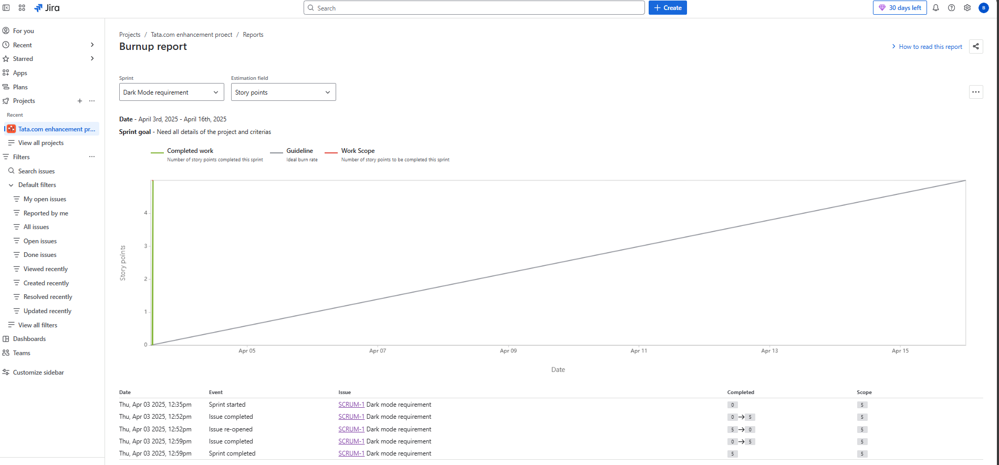 Jira
Search
Create
30 days left
B
For you
Recent
Starred
Apps
Plans
Projects
Recent
Tata.com enhancement pr...
View all projects
Filters
Search issues
Default filters
My open issues
Reported by me
All issues
Open issues
Done issues
Viewed recently
Created recently
Resolved recently
Updated recently
View all filters
Dashboards
Teams
Customize sidebar
Projects / Tata.com enhancement proect / Reports
Burnup report
How to read this report
Sprint Estimation field
Dark Mode requirement Story points
Date - April 3rd, 2025 - April 16th, 2025
Sprint goal - Need all details of the project and criterias
Completed work Guideline Work Scope
Number of story points completed this sprint Ideal burn rate Number of story points to be completed this sprint
4
3
2
1
0
Story points
Apr 05 Apr 07 Apr 09 Apr 11 Apr 13 Apr 15
Date
Date Event Issue Completed Scope
Thu, Apr 03 2025, 12:35pm Sprint started SCRUM-1 Dark mode requirement 0 5
Thu, Apr 03 2025, 12:52pm Issue completed SCRUM-1 Dark mode requirement 0 → 5 5
Thu, Apr 03 2025, 12:52pm Issue re-opened SCRUM-1 Dark mode requirement 5 → 0 5
Thu, Apr 03 2025, 12:59pm Issue completed SCRUM-1 Dark mode requirement 0 → 5 5
Thu, Apr 03 2025, 12:59pm Sprint completed SCRUM-1 Dark mode requirement 5 5